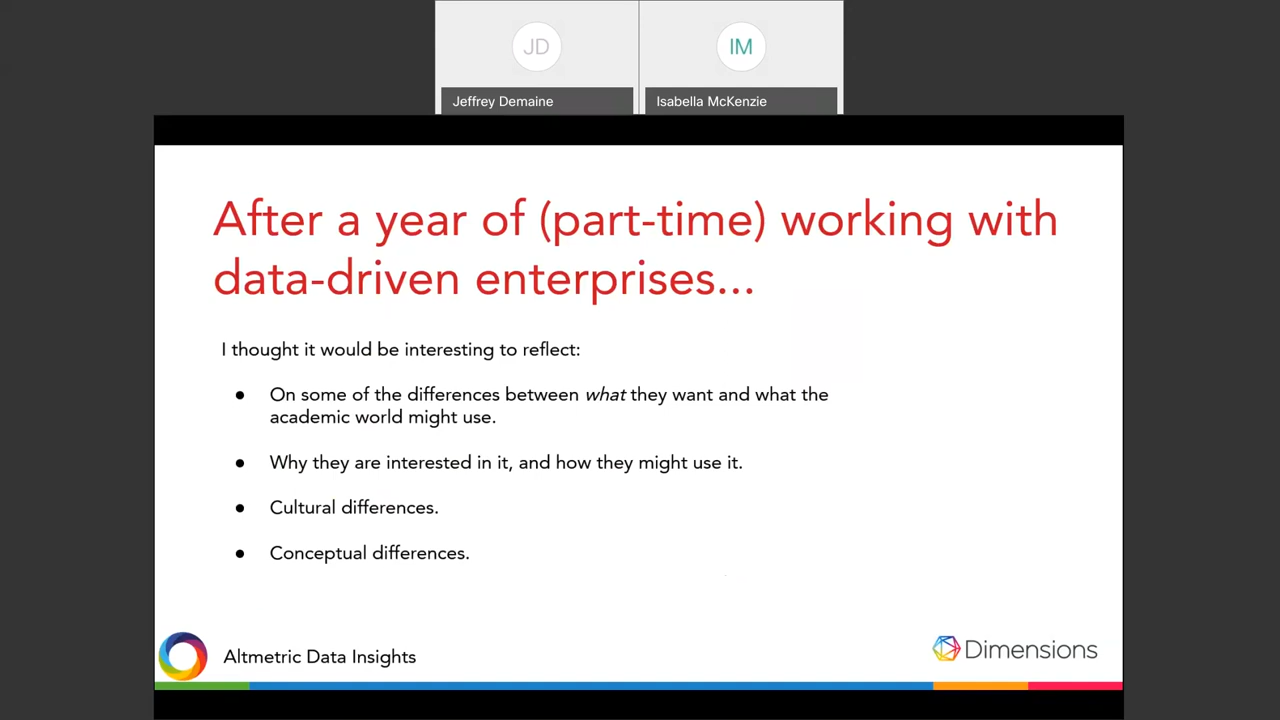 JD
IM
Jeffrey Demaine
Isabella McKenzie
After a year of (part-time) working with
data-driven enterprises...
I thought it would be interesting to reflect:
● On some of the differences between what they want and what the
academic world might use.
● Why they are interested in it, and how they might use it.
● Cultural differences.
● Conceptual differences.
Altmetric Data Insights
Dimensions